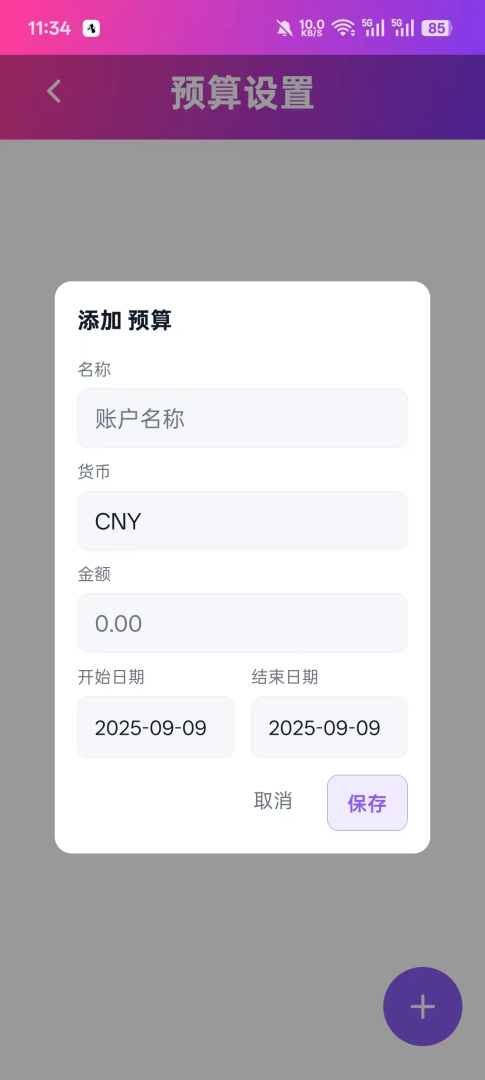 11:34 10.0 KB/S 5G 5G 85
预算设置
添加 预算
名称
账户名称
货币
CNY
金额
0.00
开始日期 结束日期
2025-09-09 2025-09-09
取消 保存